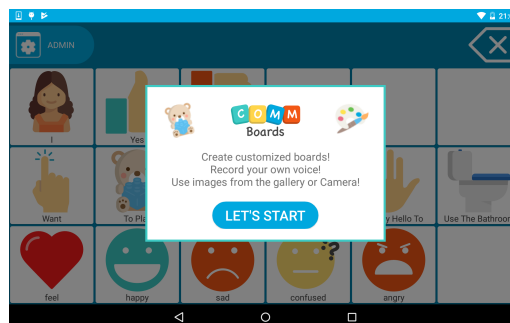 21:
ADMIN
COMM
Boards
Create customized boards!
Record your own voice!
Use images from the gallery or Camera!
LET'S START
I
Yes
Want
To Pla
y Hello To
Use The Bathroom
feel
happy
sad
confused
angry